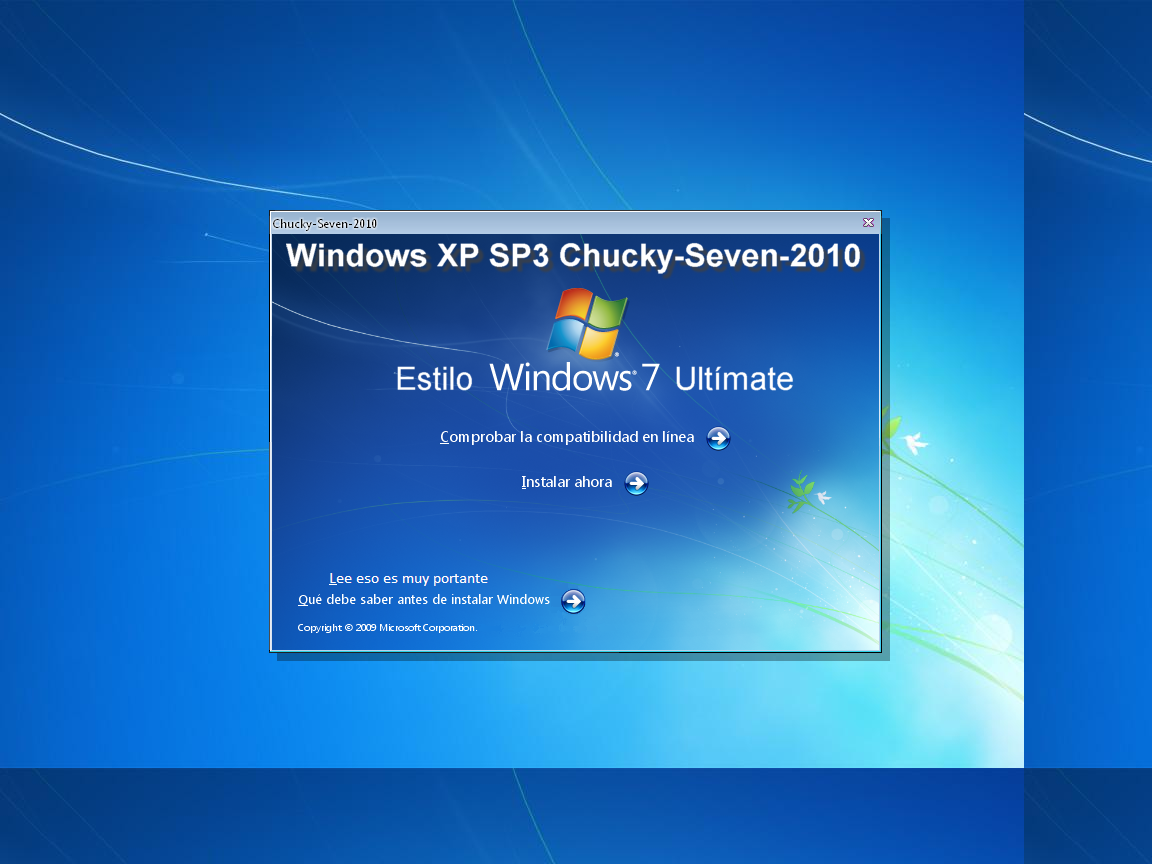 Chucky-Seven-2010
Windows XP SP3 Chucky-Seven-2010
Estilo Windows® 7 Ultímate
Comprobar la compatibilidad en línea
Instalar ahora
Lee eso es muy portante
Qué debe saber antes de instalar Windows
Copyright © 2009 Microsoft Corporation.